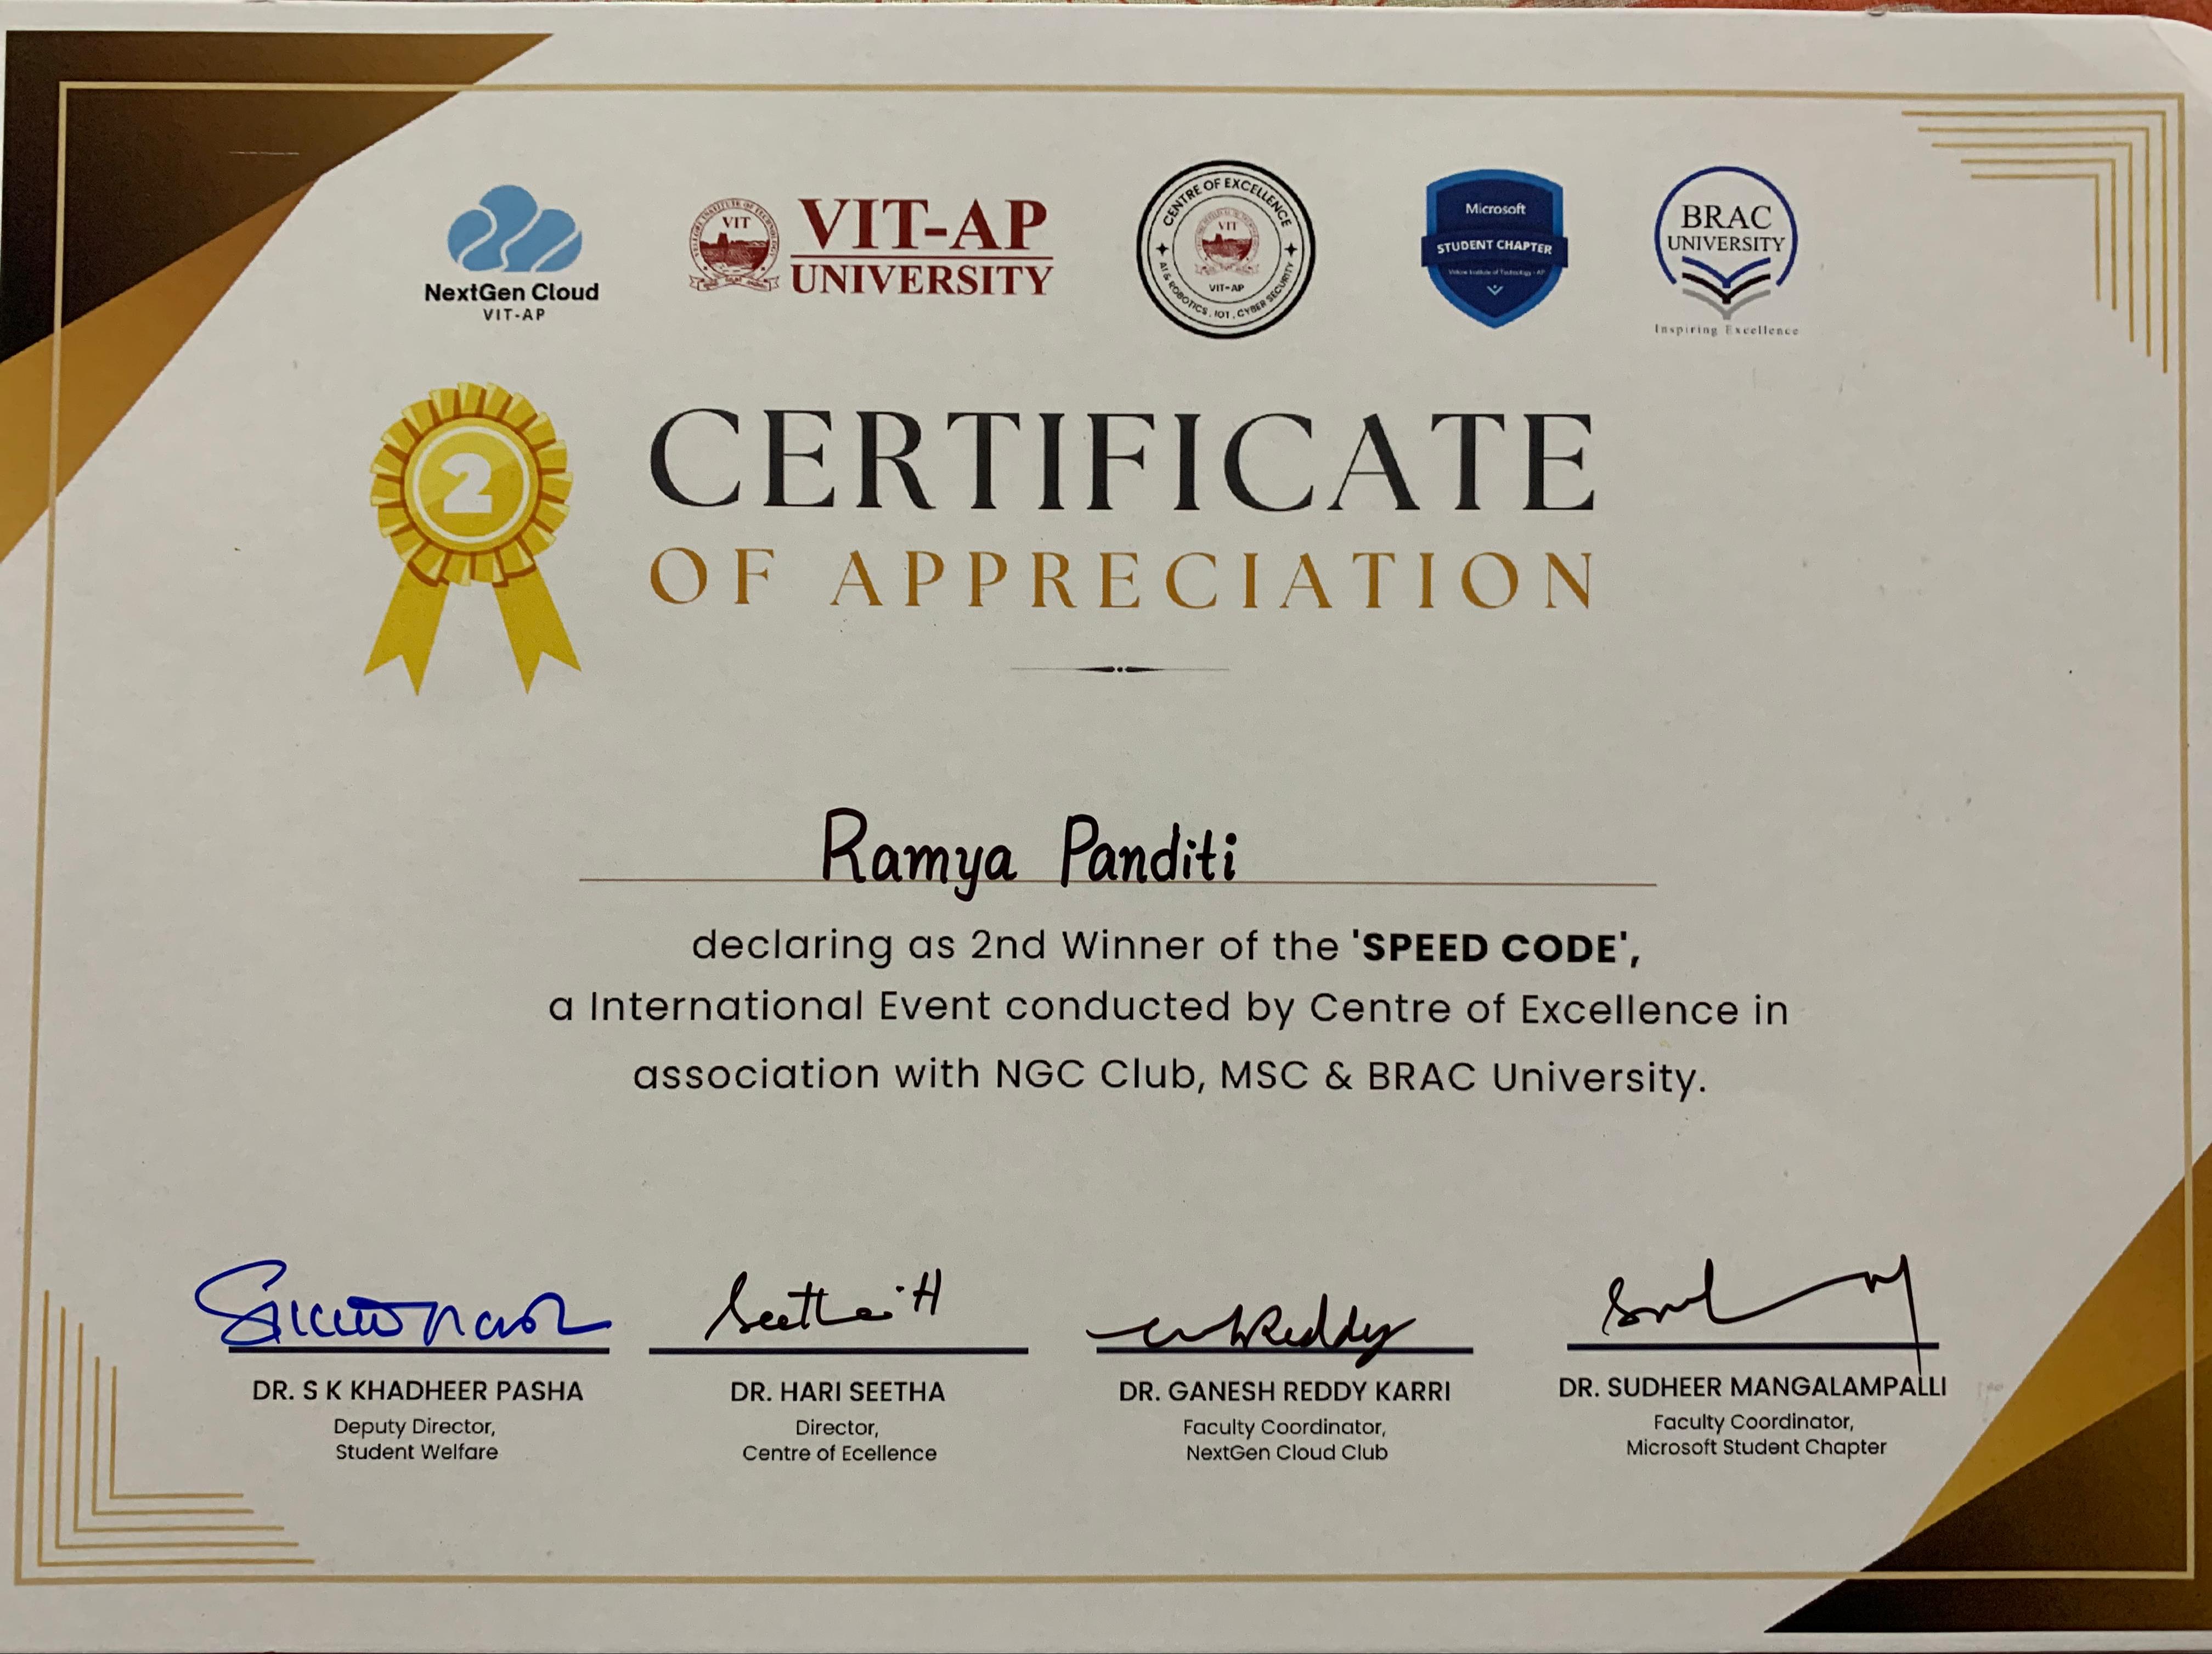 NextGen Cloud
VIT-AP
VELLORE INSTITUTE OF TECHNOLOGY
VIT
VIT-AP
UNIVERSITY
CENTRE OF EXCELLENCE
VIT
VIT-AP
AI & ROBOTICS . IOT . CYBER SECURITY
Microsoft
STUDENT CHAPTER
Vellore Institute of Technology - AP
BRAC
UNIVERSITY
Inspiring Excellence
2
CERTIFICATE
OF APPRECIATION
Ramya Panditi
declaring as 2nd Winner of the 'SPEED CODE',
a International Event conducted by Centre of Excellence in
association with NGC Club, MSC & BRAC University.
Seetha H
Reddy
DR. S K KHADHEER PASHA
Deputy Director,
Student Welfare
DR. HARI SEETHA
Director,
Centre of Ecellence
DR. GANESH REDDY KARRI
Faculty Coordinator,
NextGen Cloud Club
DR. SUDHEER MANGALAMPALLI
Faculty Coordinator,
Microsoft Student Chapter